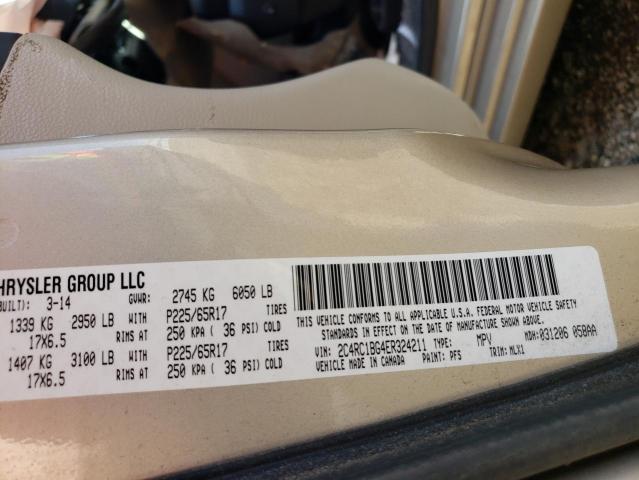 HRYSLER GROUP LLC
BUILT): 3-14 GVWR: 2745 KG 6050 LB
1339 KG 2950 LB WITH P225/65R17 TIRES
17X6.5 RIMS AT 250 KPA ( 36 PSI) COLD
1407 KG 3100 LB WITH P225/65R17 TIRES
17X6.5 RIMS AT 250 KPA ( 36 PSI) COLD
THIS VEHICLE CONFORMS TO ALL APPLICABLE U.S.A. FEDERAL MOTOR VEHICLE SAFETY
STANDARDS IN EFFECT ON THE DATE OF MANUFACTURE SHOWN ABOVE.
VIN: 2C4RC1BG4ER324211 TYPE: MPV MDH: 031206 058AA
VEHICLE MADE IN CANADA PAINT: PFS TRIM: MLX1